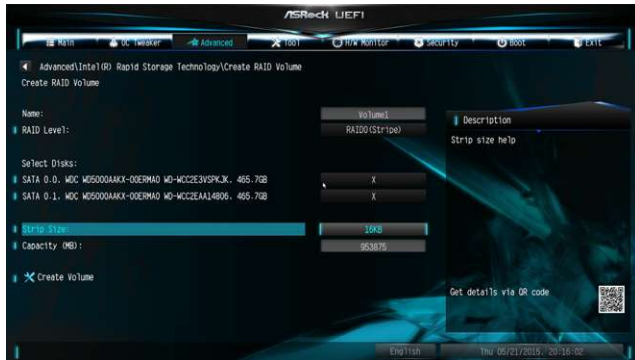 ASRock UEFI
Main OC Tweaker Advanced Tool H/W Monitor Security Boot Exit
Advanced\Intel(R) Rapid Storage Technology\Create RAID Volume
Create RAID Volume
Name: Volume1
RAID Level: RAID0(Stripe)
Select Disks:
SATA 0.0, WDC WD5000AAKX-00ERMA0 WD-WCC2E3VSPKJK, 465.7GB X
SATA 0.1, WDC WD5000AAKX-00ERMA0 WD-WCC2EAA14806, 465.7GB X
Strip Size: 16KB
Capacity (MB): 953875
Create Volume
Description
Strip size help
Get details via QR code
English Thu 05/21/2015, 20:16:02